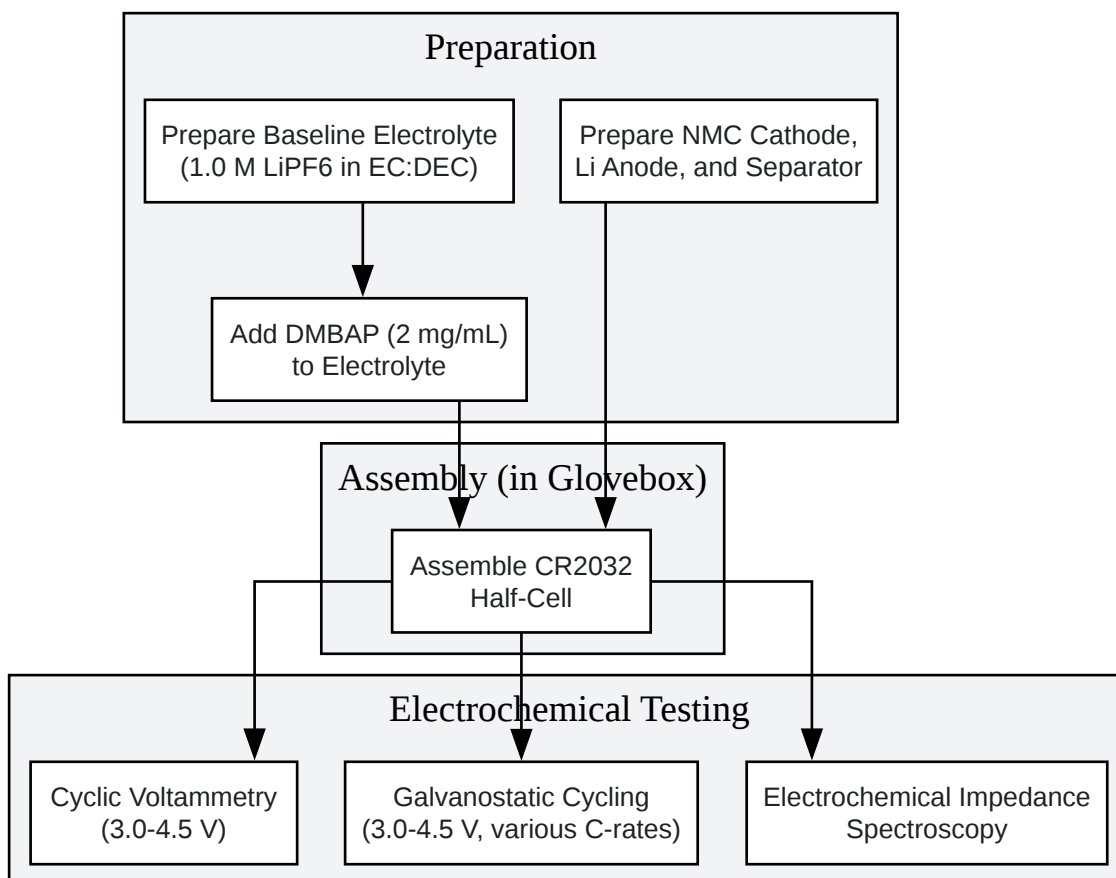 Preparation
Prepare Baseline Electrolyte
(1.0 M LiPF6 in EC:DEC)
Prepare NMC Cathode,
Li Anode, and Separator
Add DMBAP (2 mg/mL)
to Electrolyte
Assembly (in Glovebox)
Assemble CR2032
Half-Cell
Electrochemical Testing
Cyclic Voltammetry
(3.0-4.5 V)
Galvanostatic Cycling
(3.0-4.5 V, various C-rates)
Electrochemical Impedance
Spectroscopy